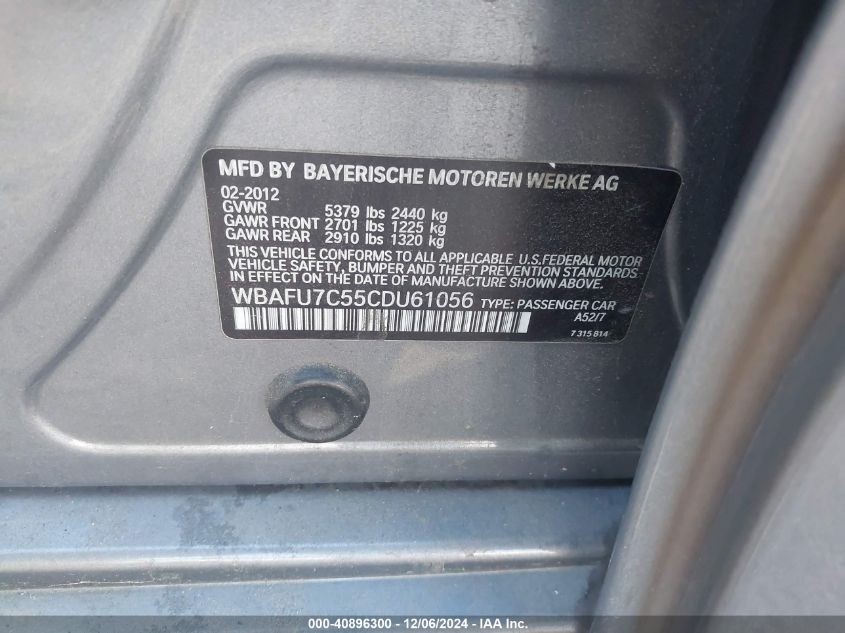 MFD BY BAYERISCHE MOTOREN WERKE AG
02-2012
GVWR 5379 lbs 2440 kg
GAWR FRONT 2701 lbs 1225 kg
GAWR REAR 2910 lbs 1320 kg
THIS VEHICLE CONFORMS TO ALL APPLICABLE U.S.FEDERAL MOTOR
VEHICLE SAFETY, BUMPER AND THEFT PREVENTION STANDARDS
IN EFFECT ON THE DATE OF MANUFACTURE SHOWN ABOVE.
WBAFU7C55CDU61056 TYPE: PASSENGER CAR
A52/7
7 315 814
000-40896300 - 12/06/2024 - IAA Inc.